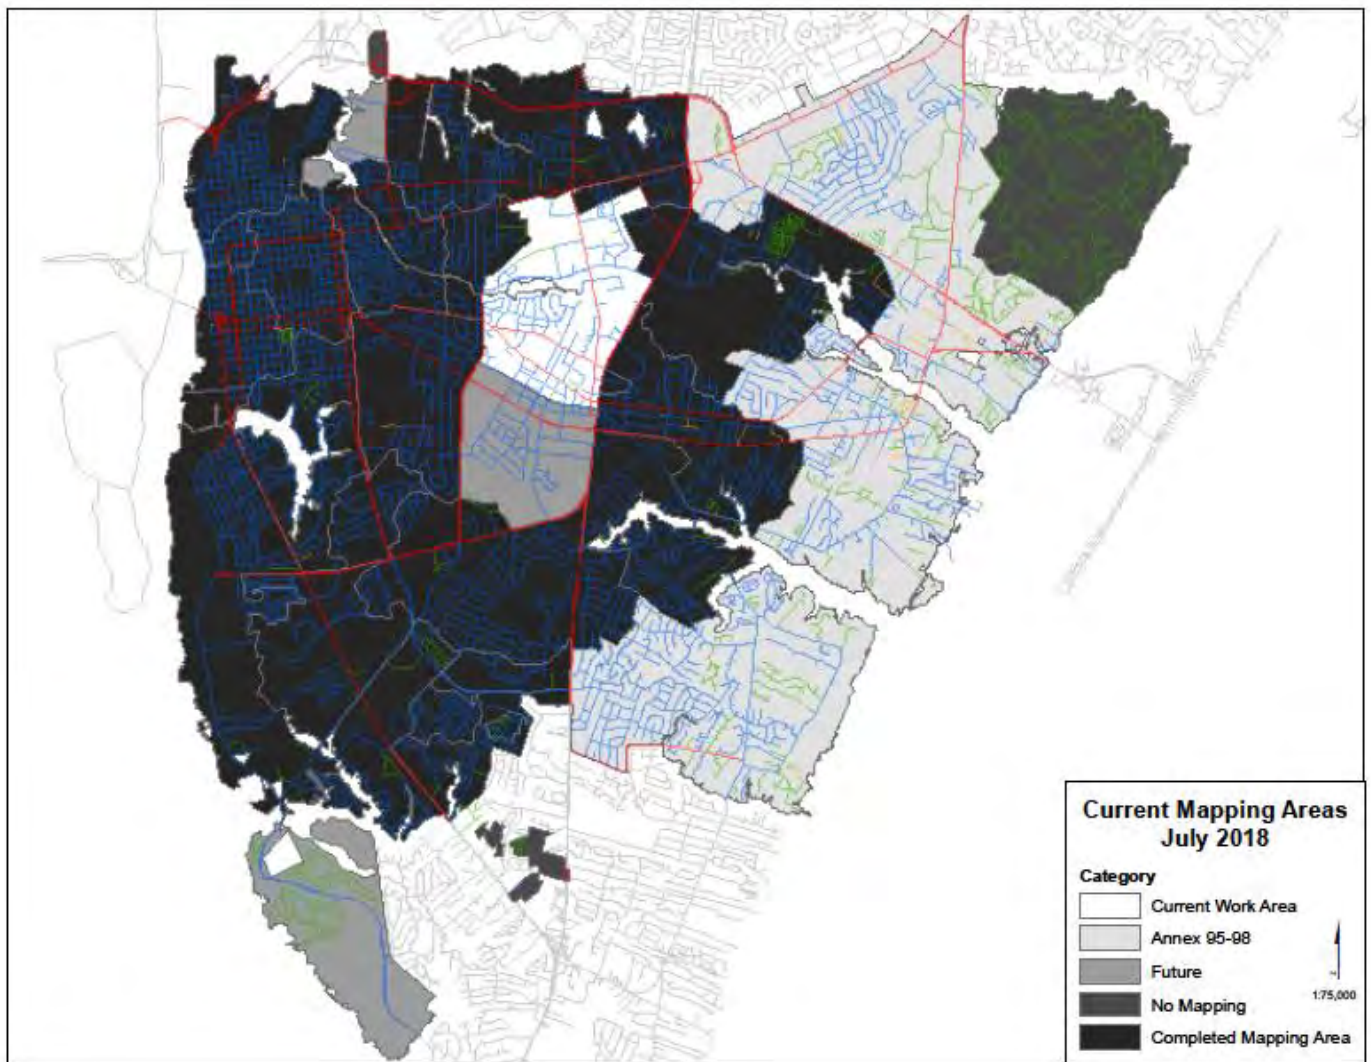 Current Mapping Areas
July 2018
Category
Current Work Area
Annex 95-98
Future
No Mapping
Completed Mapping Area
1:75,000